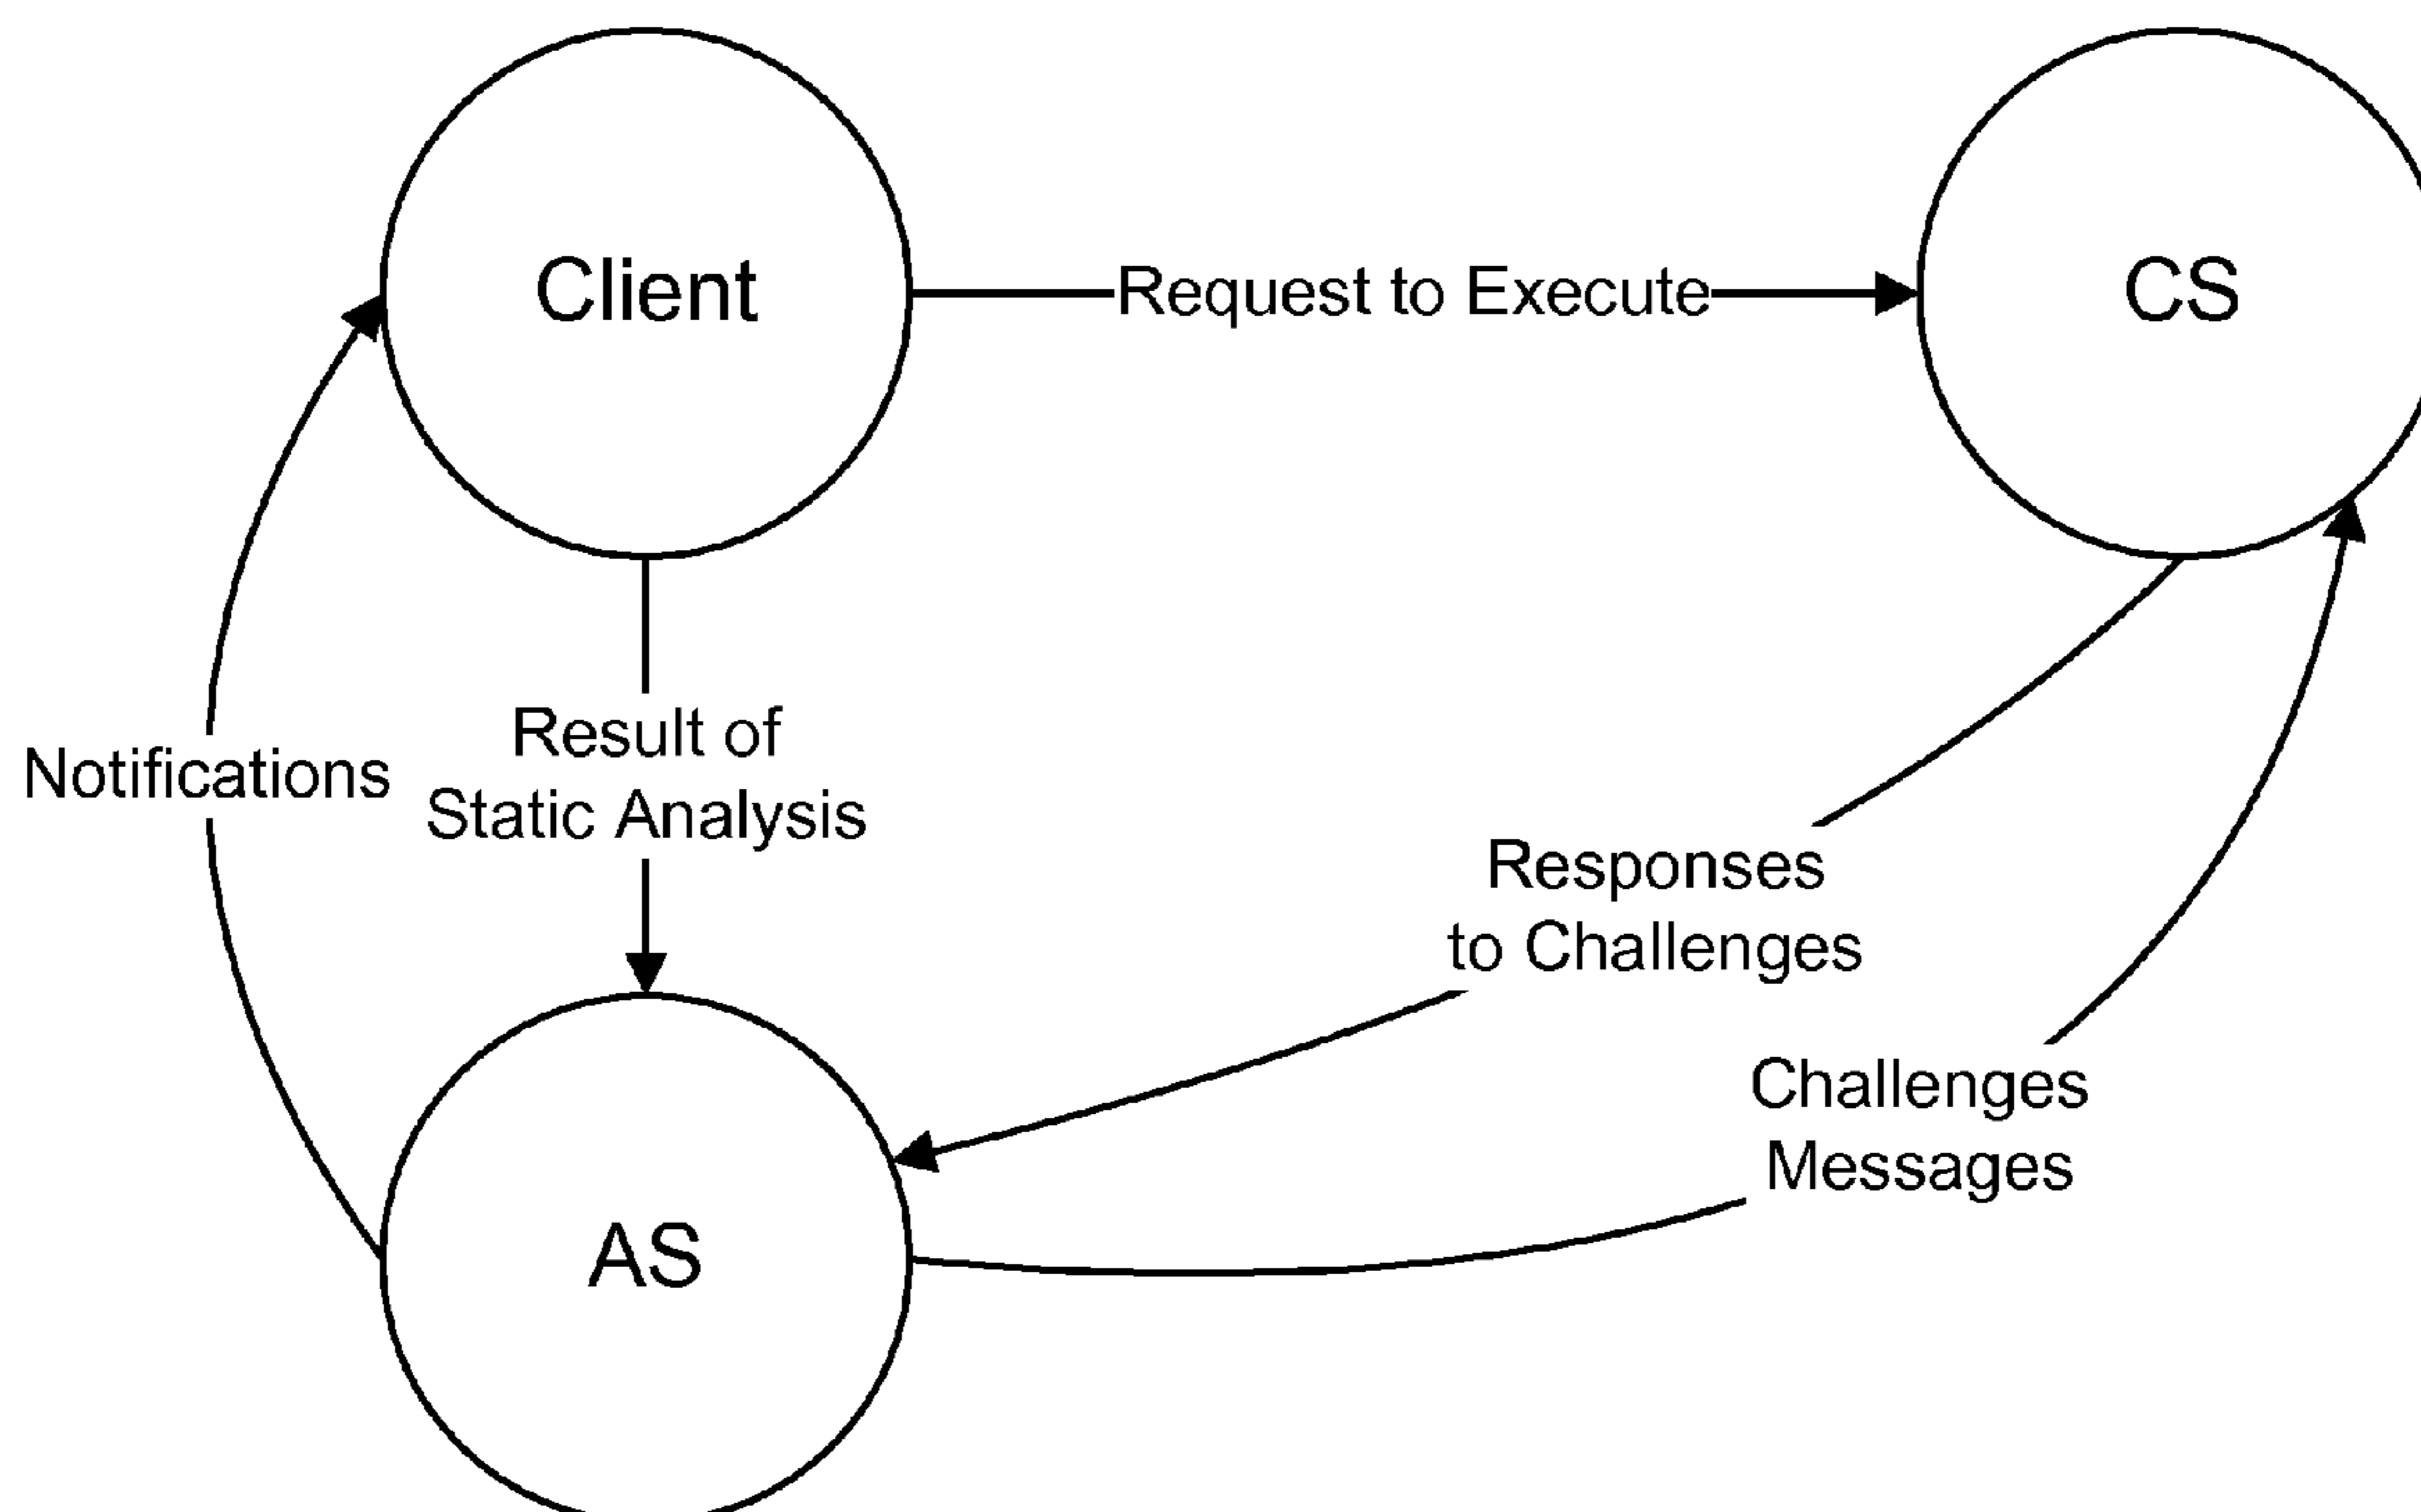 Client
Request to Execute
CS
Notifications
Result of
Static Analysis
Responses
to Challenges
Challenges
Messages
AS